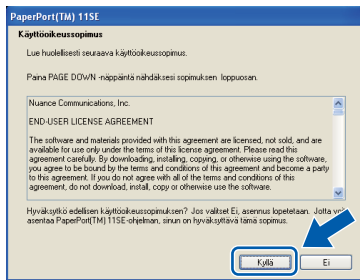 PaperPort(TM) 11SE
Käyttöoikeussopimus
Lue huolellisesti seuraava käyttöoikeussopimus.
Paina PAGE DOWN -näppäintä nähdäksesi sopimuksen loppuosan.
Nuance Communications, Inc.
END-USER LICENSE AGREEMENT
The software and materials provided with this agreement are licensed, not sold, and are
available for use only under the terms of this license agreement. Please read this
agreement carefully. By downloading, installing, copying, or otherwise using the software,
you agree to be bound by the terms and conditions of this agreement and become a party
to this agreement. If you do not agree with all of the terms and conditions of this
agreement, do not download, install, copy or otherwise use the software.
Hyväksytkö edellisen käyttöoikeussopimuksen? Jos valitset Ei, asennus lopetetaan. Jotta
asentaa PaperPort(TM) 11SE-ohjelman, sinun on hyväksyttävä tämä sopimus.
Kyllä
Ei